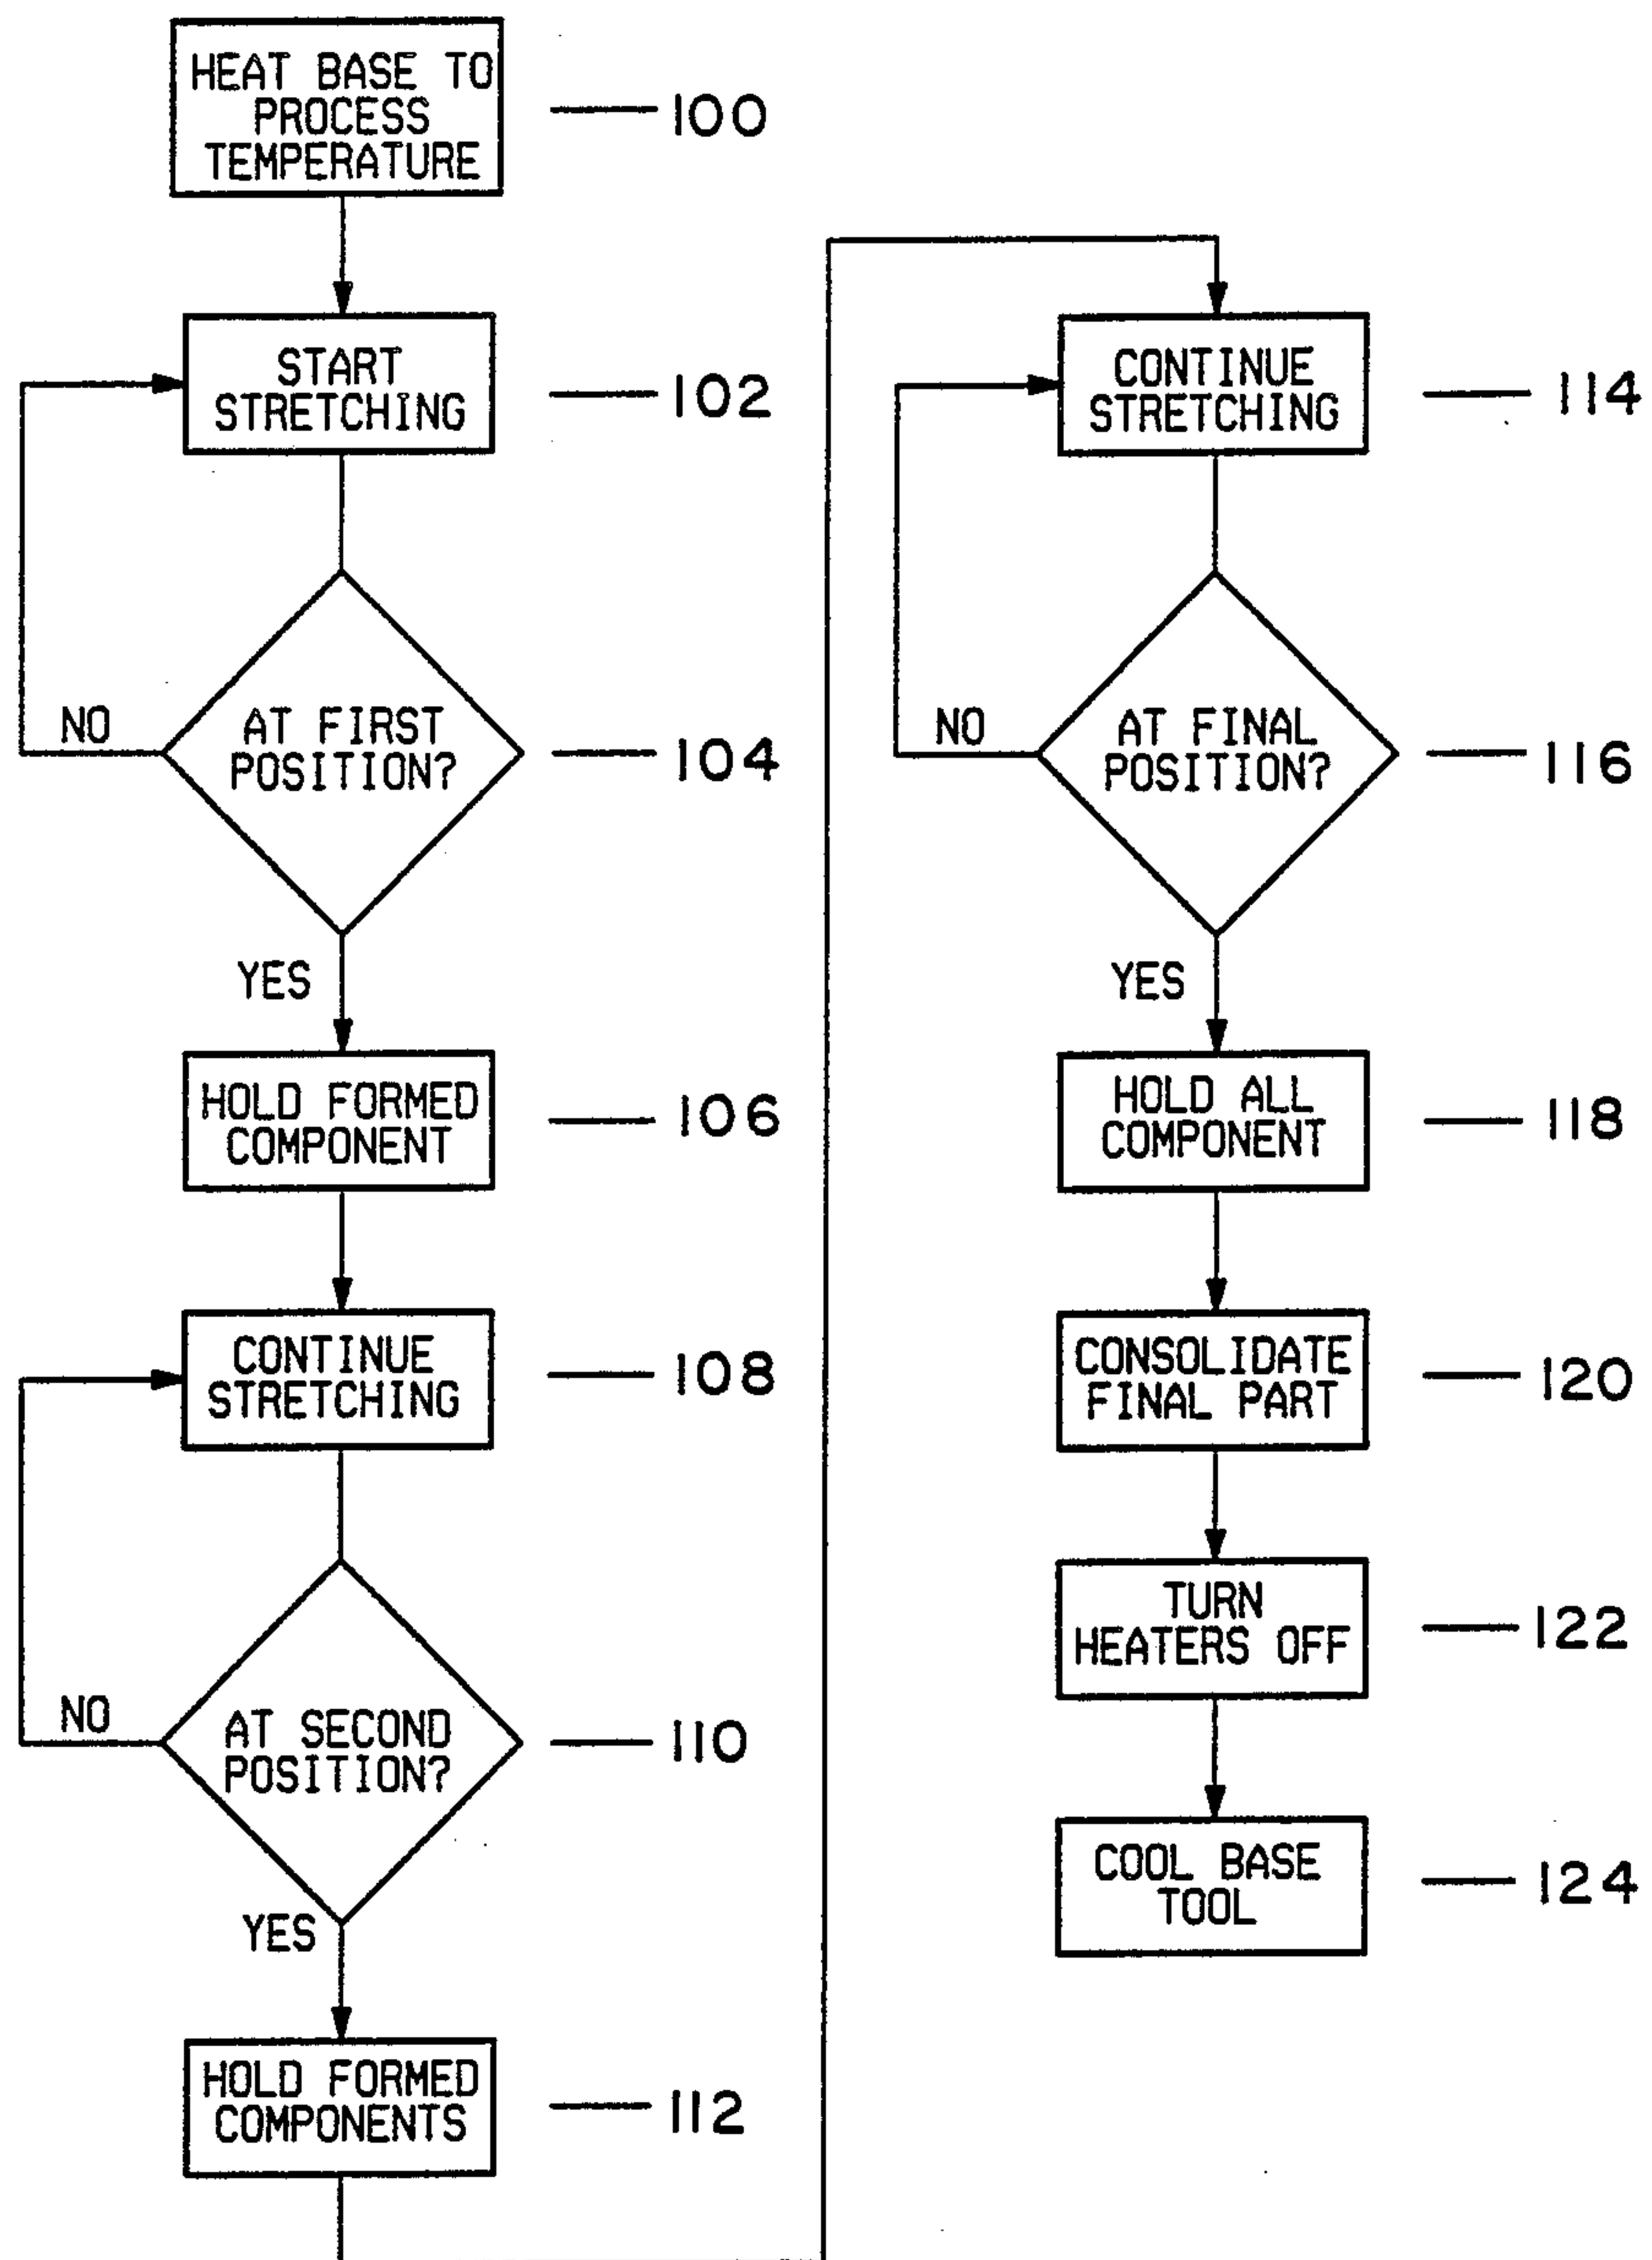 HEAT BASE TO
PROCESS
TEMPERATURE
100
START
STRETCHING
102
NO
AT FIRST
POSITION?
104
YES
HOLD FORMED
COMPONENT
106
CONTINUE
STRETCHING
108
NO
AT SECOND
POSITION?
110
YES
HOLD FORMED
COMPONENTS
112
CONTINUE
STRETCHING
114
NO
AT FINAL
POSITION?
116
YES
HOLD ALL
COMPONENT
118
CONSOLIDATE
FINAL PART
120
TURN
HEATERS OFF
122
COOL BASE
TOOL
124